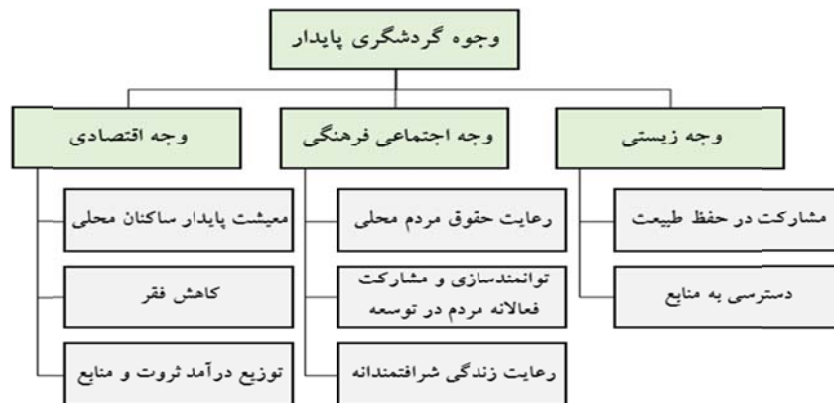 وجوه گردشگری پایدار
وجه زیستی
مشارکت در حفظ طبیعت
دسترسی به منابع
وجه اجتماعی فرهنگی
رعایت حقوق مردم محلی
توانمندسازی و مشارکت
فعالانه مردم در توسعه
رعایت زندگی شرافتمندانه
وجه اقتصادی
معیشت پایدار ساکنان محلی
کاهش فقر
توزیع درآمد ثروت و منابع